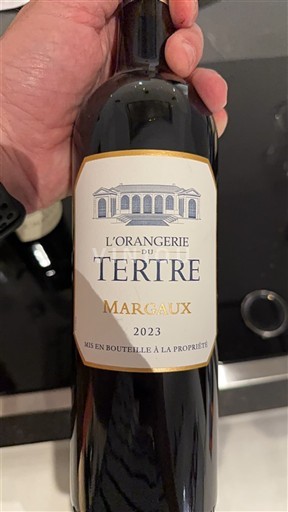 L'ORANGERIE
DU
TERTRE
MARGAUX
2023
MIS EN BOUTEILLE À LA PROPRIÉTÉ